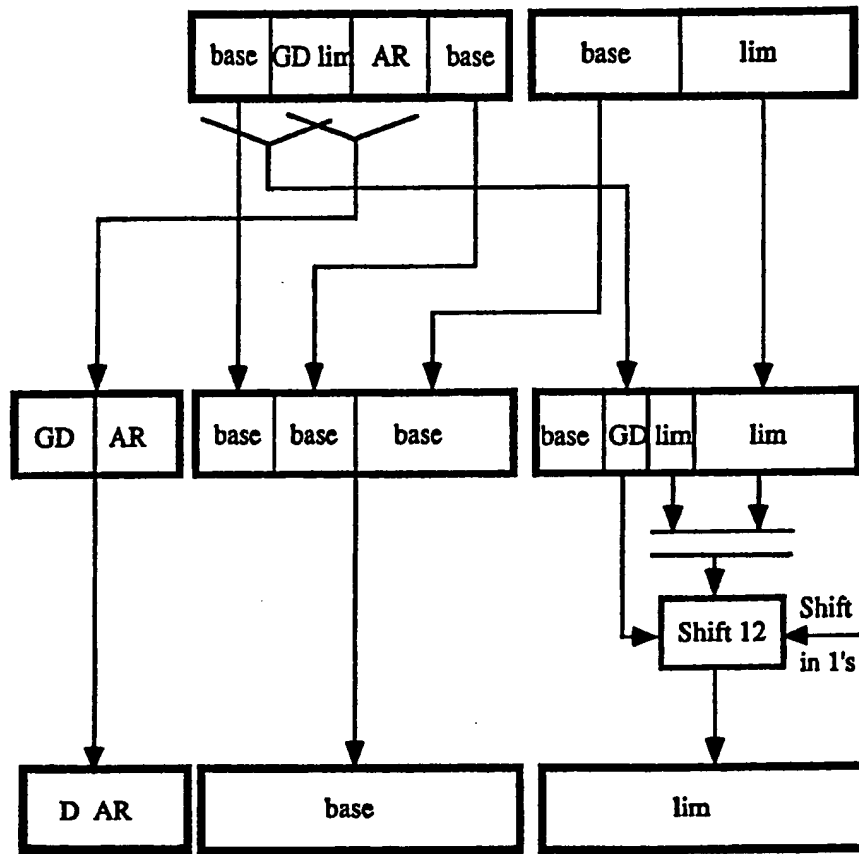 base GD lim AR base base lim
GD AR base base base base GD lim lim
Shift
Shift 12
in 1's
D AR base lim